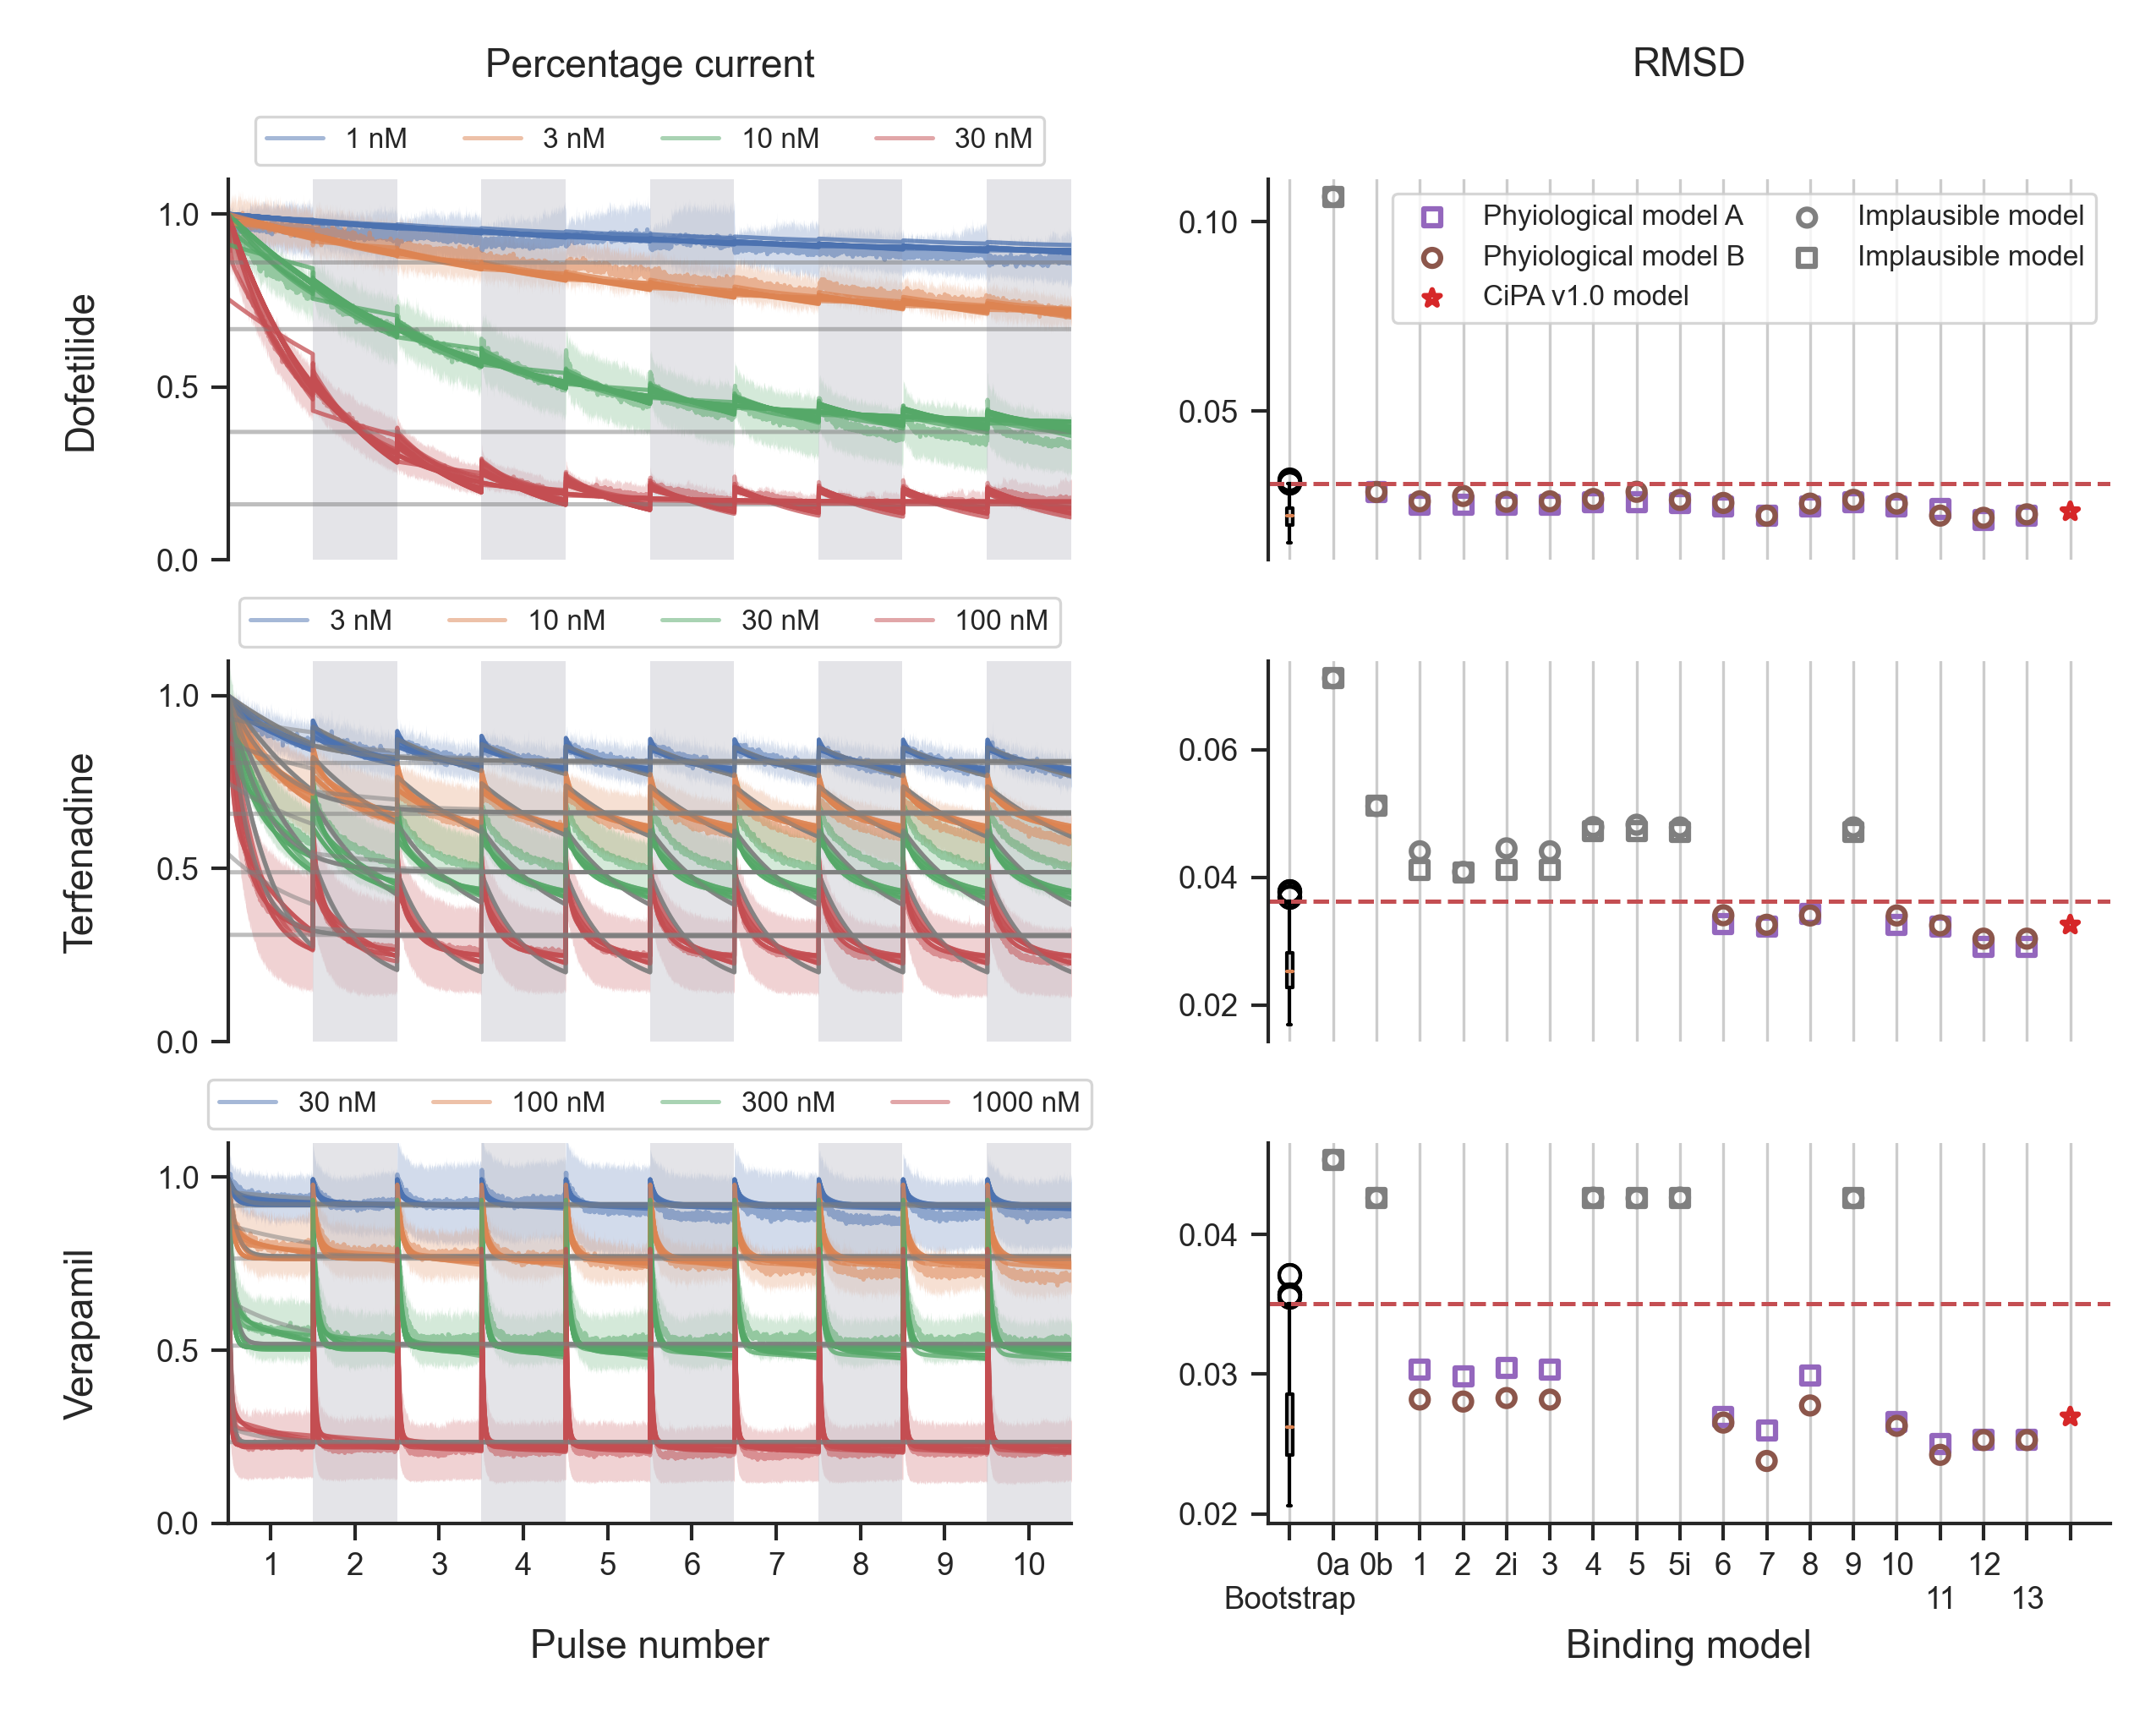 Percentage current
RMSD
1 nM 3 nM 10 nM 30 nM
Dofetilide
1.0
0.5
0.0
0.10
0.05
Phyiological model A
Phyiological model B
CiPA v1.0 model
Implausible model
Implausible model
3 nM 10 nM 30 nM 100 nM
Terfenadine
1.0
0.5
0.0
0.06
0.04
0.02
30 nM 100 nM 300 nM 1000 nM
Verapamil
1.0
0.5
0.0
1 2 3 4 5 6 7 8 9 10
Pulse number
0.04
0.03
0.02
0a 0b 1 2 2i 3 4 5 5i 6 7 8 9 10 12
Bootstrap 11 13
Binding model